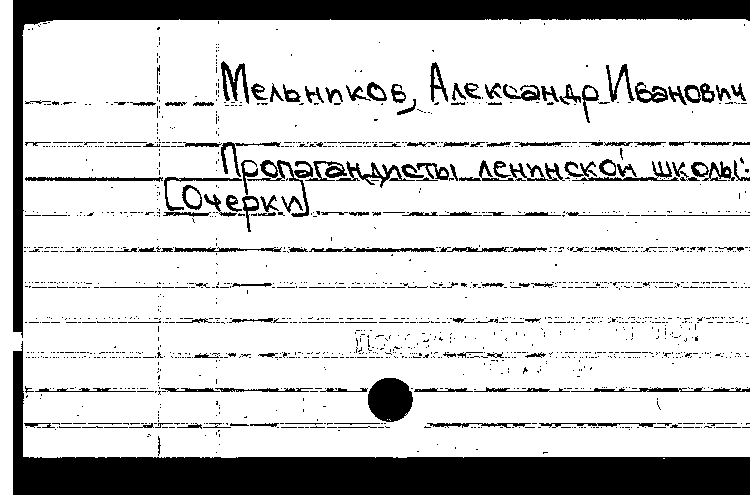 Мельников, Александр Иванович
Пропагандисты ленинской школы:
[Очерки]